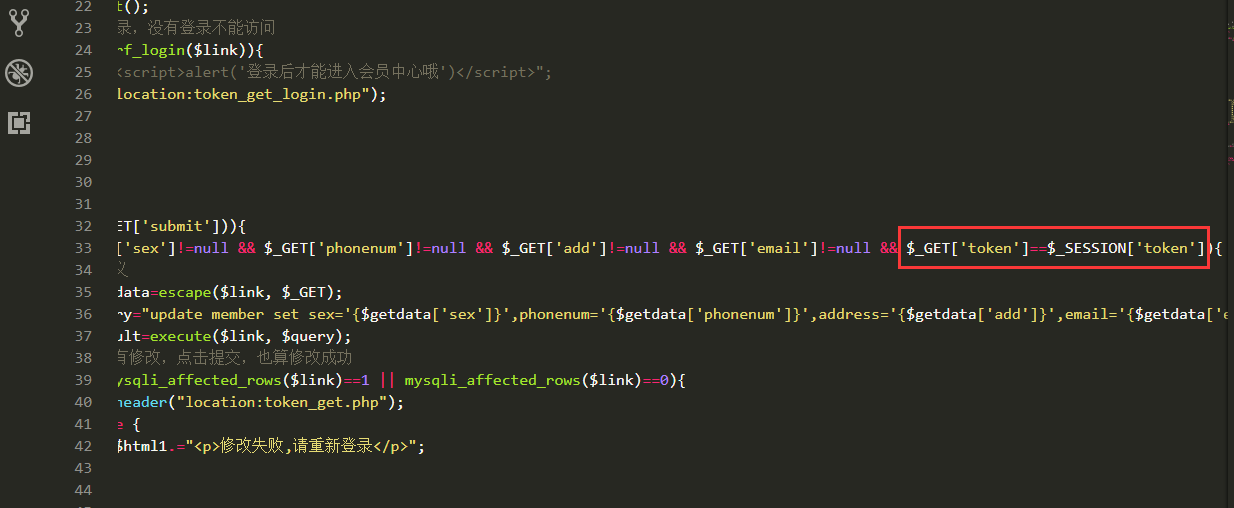 22 t();
23 录，没有登录不能访问
24 rf_login($link)){
25 <script>alert('登录后才能进入会员中心哦')</script>";
26 location:token_get_login.php");
27
28
29
30
31
32 ET['submit'])){
33 ['sex']!=null && $_GET['phonenum']!=null && $_GET['add']!=null && $_GET['email']!=null && $_GET['token']==$_SESSION['token']){
34 义
35 data=escape($link, $_GET);
36 ry="update member set sex='{$getdata['sex']}',phonenum='{$getdata['phonenum']}',address='{$getdata['add']}',email='{$getdata['e
37 ult=execute($link, $query);
38 有修改，点击提交，也算修改成功
39 ysqli_affected_rows($link)==1 || mysqli_affected_rows($link)==0){
40 header("location:token_get.php");
41 e {
42 $html1.="<p>修改失败,请重新登录</p>";
43
44